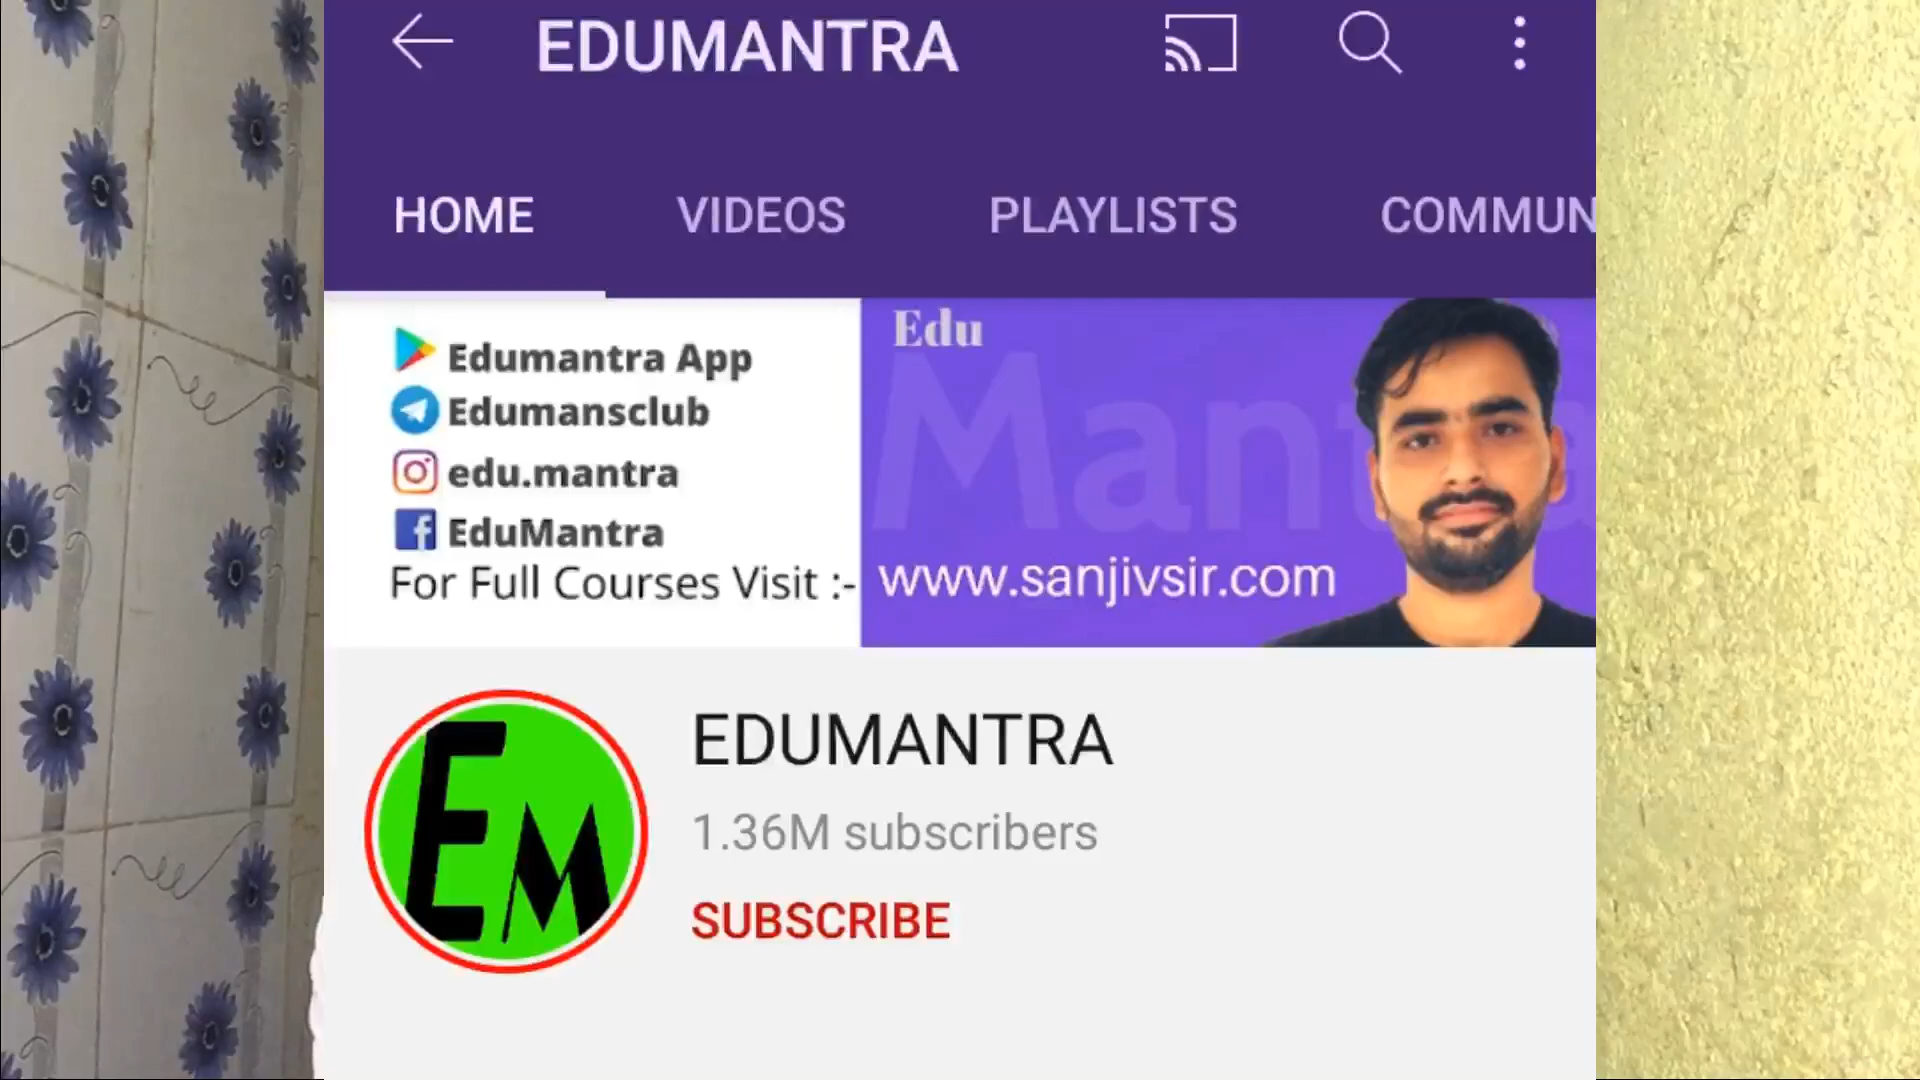 EDUMANTRA
HOME VIDEOS PLAYLISTS COMMUN
Edumantra App
Edumansclub
edu.mantra
EduMantra
For Full Courses Visit :- www.sanjivsir.com
Edu
Mantra
EM
EDUMANTRA
1.36M subscribers
SUBSCRIBE